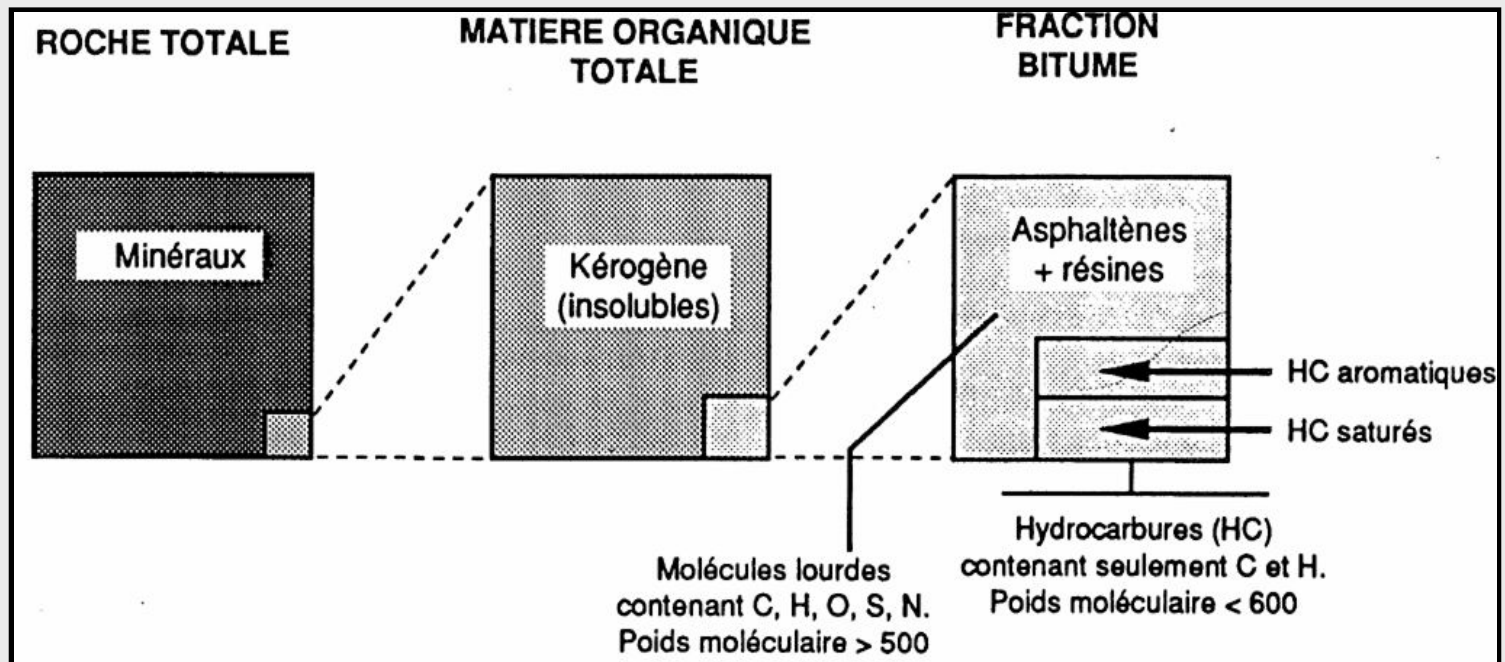 ROCHE TOTALE
MATIERE ORGANIQUE
TOTALE
FRACTION
BITUME
Minéraux
Kérogène
(insolubles)
Asphaltènes
+ résines
HC aromatiques
HC saturés
Molécules lourdes
contenant C, H, O, S, N.
Poids moléculaire > 500
Hydrocarbures (HC)
contenant seulement C et H.
Poids moléculaire < 600